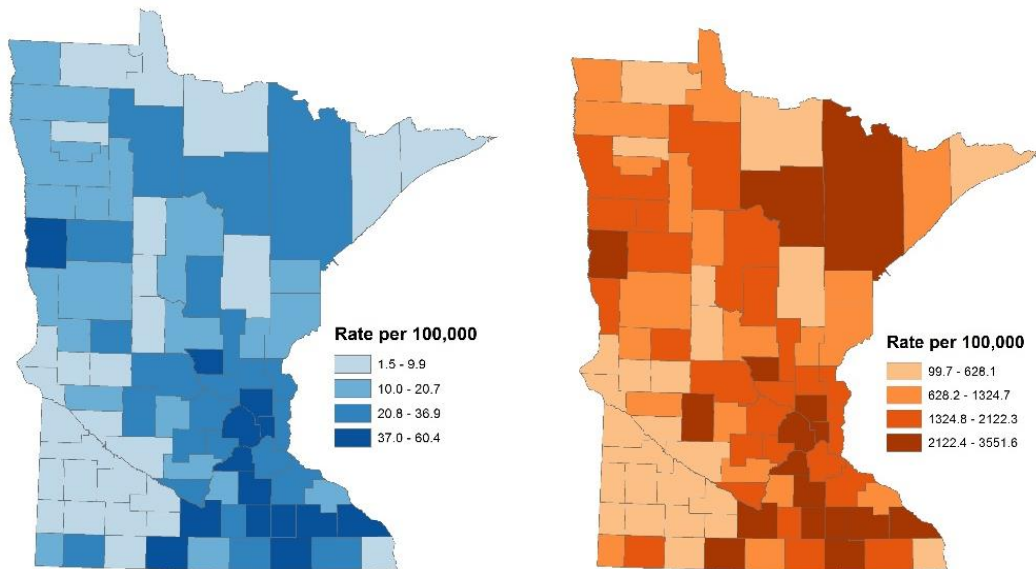 Rate per 100,000
1.5 - 9.9
10.0 - 20.7
20.8 - 36.9
37.0 - 60.4
Rate per 100,000
99.7 - 628.1
628.2 - 1324.7
1324.8 - 2122.3
2122.4 - 3551.6